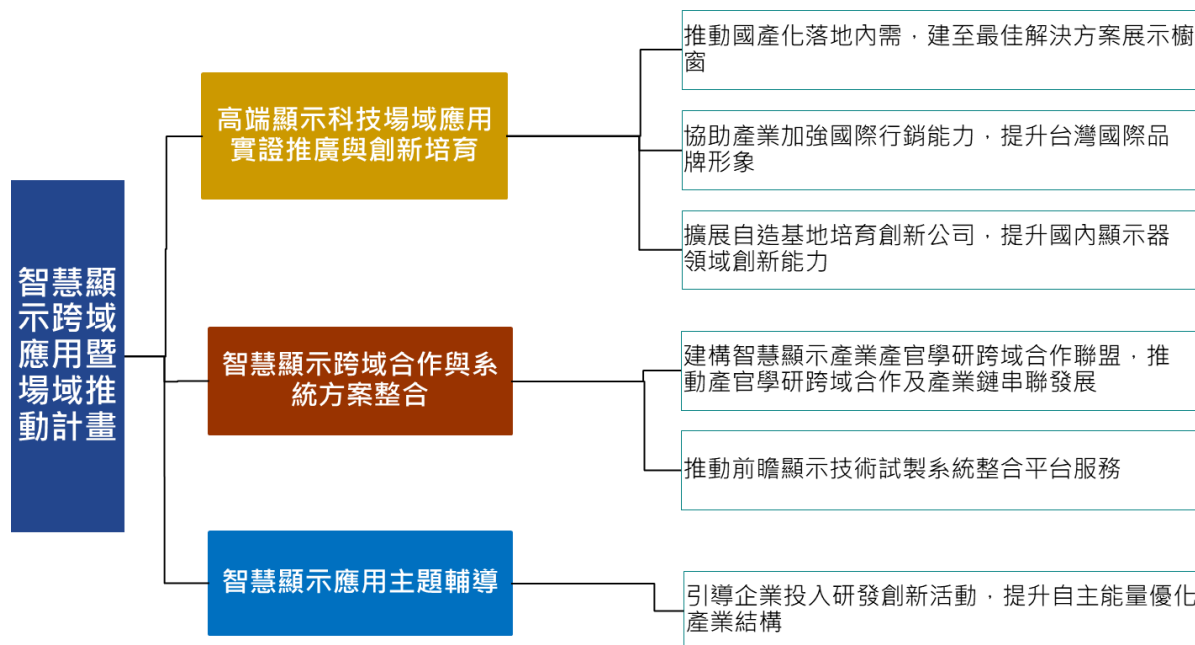 智慧顯
示跨域
應用暨
場域推
動計畫
高端顯示科技場域應用
實證推廣與創新培育
推動國產化落地內需，建至最佳解決方案展示櫥
窗
協助產業加強國際行銷能力，提升台灣國際品
牌形象
擴展自造基地培育創新公司，提升國內顯示器
領域創新能力
智慧顯示跨域合作與系
統方案整合
建構智慧顯示產業產官學研跨域合作聯盟，推
動產官學研跨域合作及產業鏈串聯發展
推動前瞻顯示技術試製系統整合平台服務
智慧顯示應用主題輔導
引導企業投入研發創新活動，提升自主能量優化
產業結構